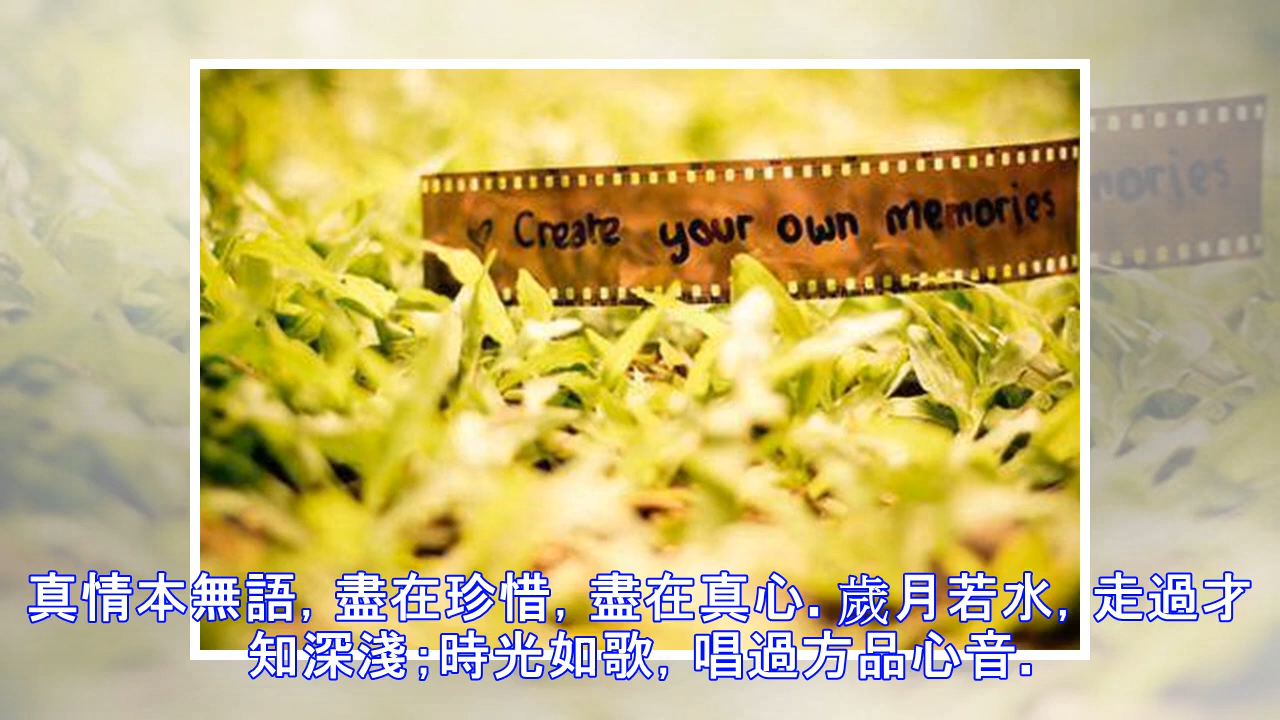 ♡ Create your own memories
mories
真情本無語, 盡在珍惜, 盡在真心. 歲月若水, 走過才
知深淺;時光如歌, 唱過方品心音.